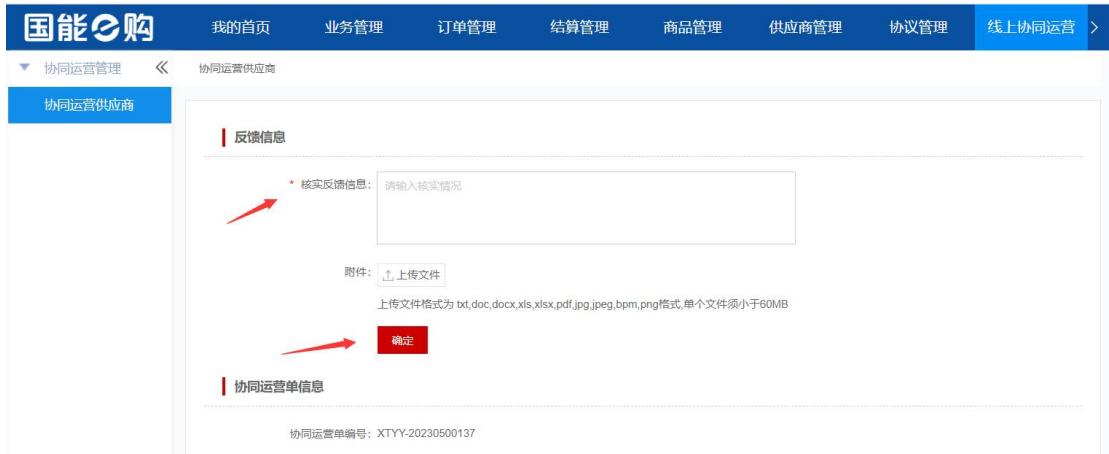 国能e购 我的首页 业务管理 订单管理 结算管理 商品管理 供应商管理 协议管理 线上协同运营 >
协同运营管理 协同运营供应商
协同运营供应商
反馈信息
* 核实反馈信息: 请输入核实情况
附件: 上传文件
上传文件格式为 txt,doc,docx,xls,xlsx,pdf,jpg,jpeg,bpm,png格式,单个文件须小于60MB
确定
协同运营单信息
协同运营单编号: XTYY-20230500137